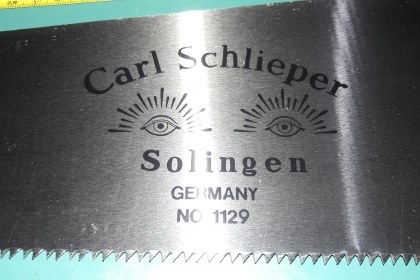 Carl Schlieper
Solingen
GERMANY
NO 1129